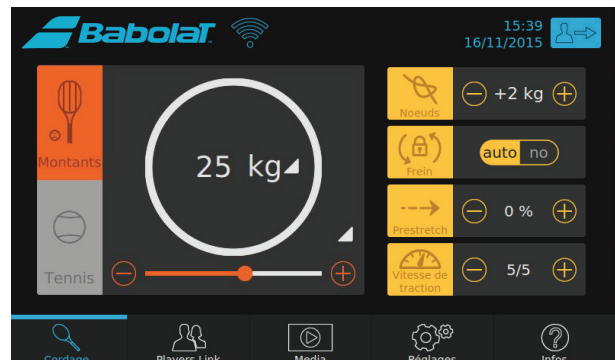 BabolaT
15:39
16/11/2015
Montants
Tennis
25 kg
Noeuds
+2 kg
Frein
auto no
Prestretch
0 %
Vitesse de
traction
5/5
Cordage
Players Link
Media
Réglages
Infos